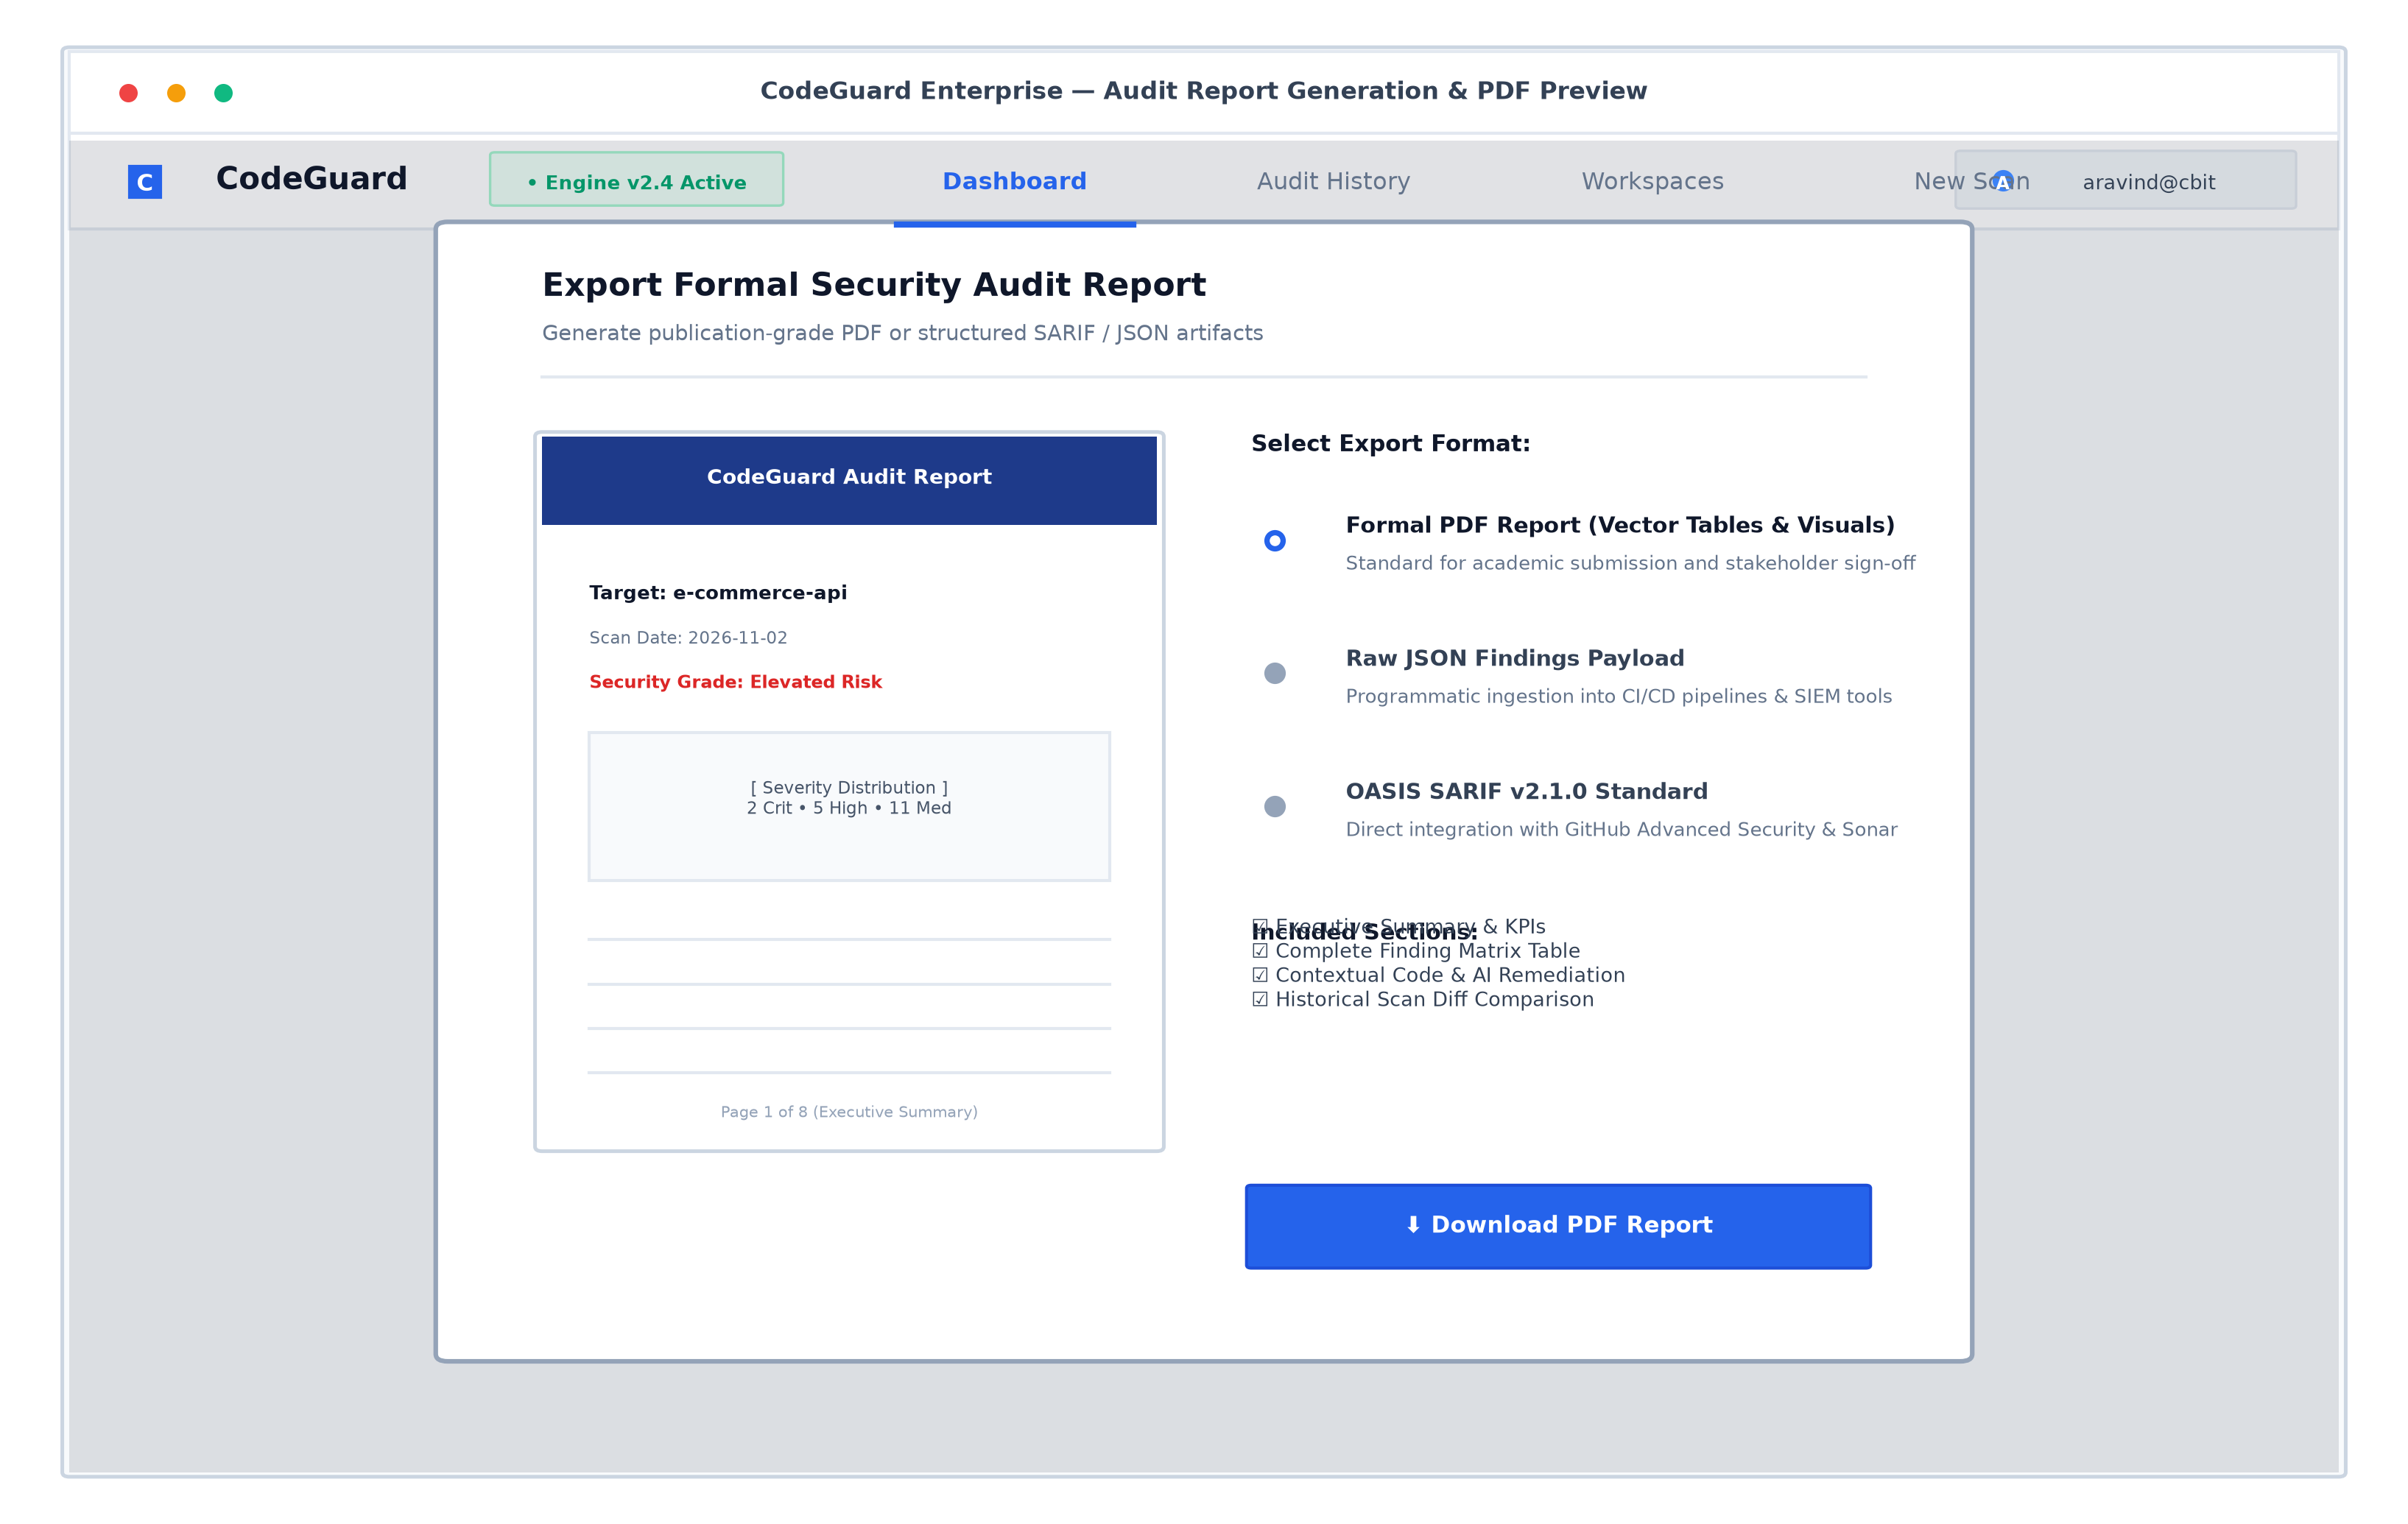 CodeGuard Enterprise — Audit Report Generation & PDF Preview
C CodeGuard • Engine v2.4 Active Dashboard Audit History Workspaces New Scan A aravind@cbit
Export Formal Security Audit Report
Generate publication-grade PDF or structured SARIF / JSON artifacts
CodeGuard Audit Report
Target: e-commerce-api
Scan Date: 2026-11-02
Security Grade: Elevated Risk
[ Severity Distribution ]
2 Crit • 5 High • 11 Med
Page 1 of 8 (Executive Summary)
Select Export Format:
Formal PDF Report (Vector Tables & Visuals)
Standard for academic submission and stakeholder sign-off
Raw JSON Findings Payload
Programmatic ingestion into CI/CD pipelines & SIEM tools
OASIS SARIF v2.1.0 Standard
Direct integration with GitHub Advanced Security & Sonar
Included Sections:
☑ Executive Summary & KPIs
☑ Complete Finding Matrix Table
☑ Contextual Code & AI Remediation
☑ Historical Scan Diff Comparison
⬇ Download PDF Report